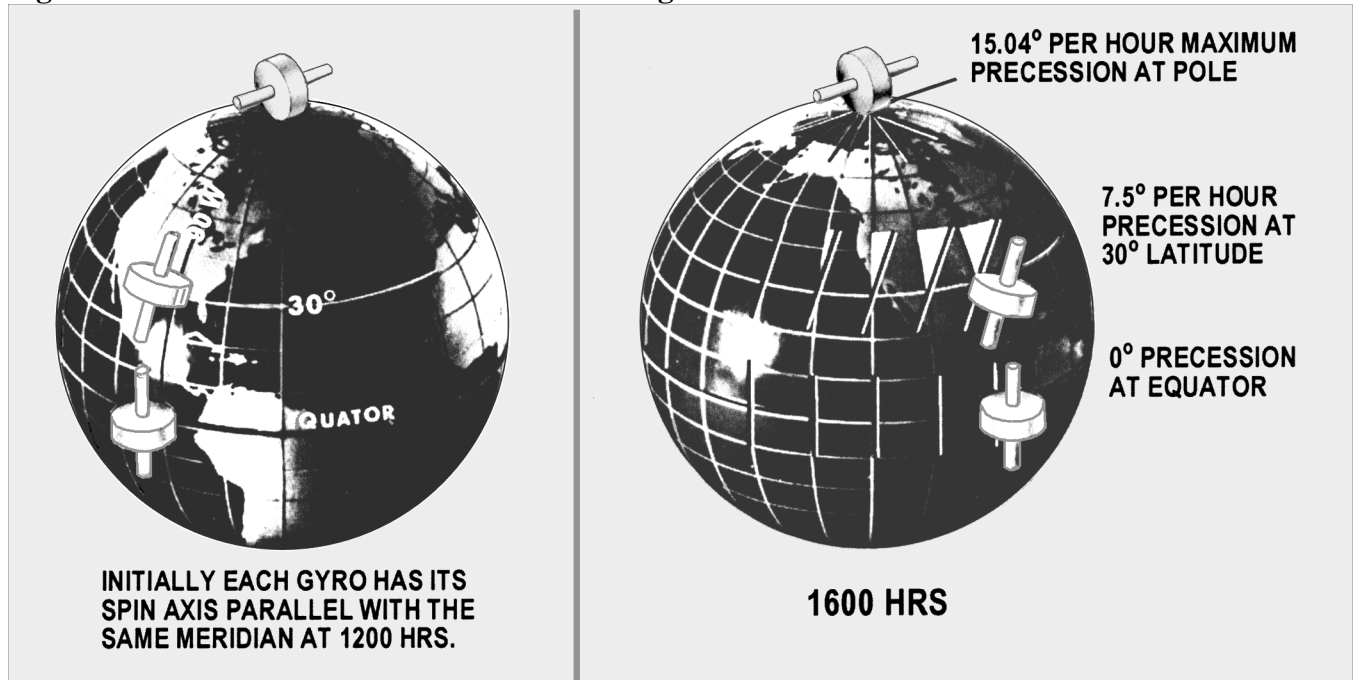 30°
EQUATOR
INITIALLY EACH GYRO HAS ITS
SPIN AXIS PARALLEL WITH THE
SAME MERIDIAN AT 1200 HRS.
15.04° PER HOUR MAXIMUM
PRECESSION AT POLE
7.5° PER HOUR
PRECESSION AT
30° LATITUDE
0° PRECESSION
AT EQUATOR
1600 HRS